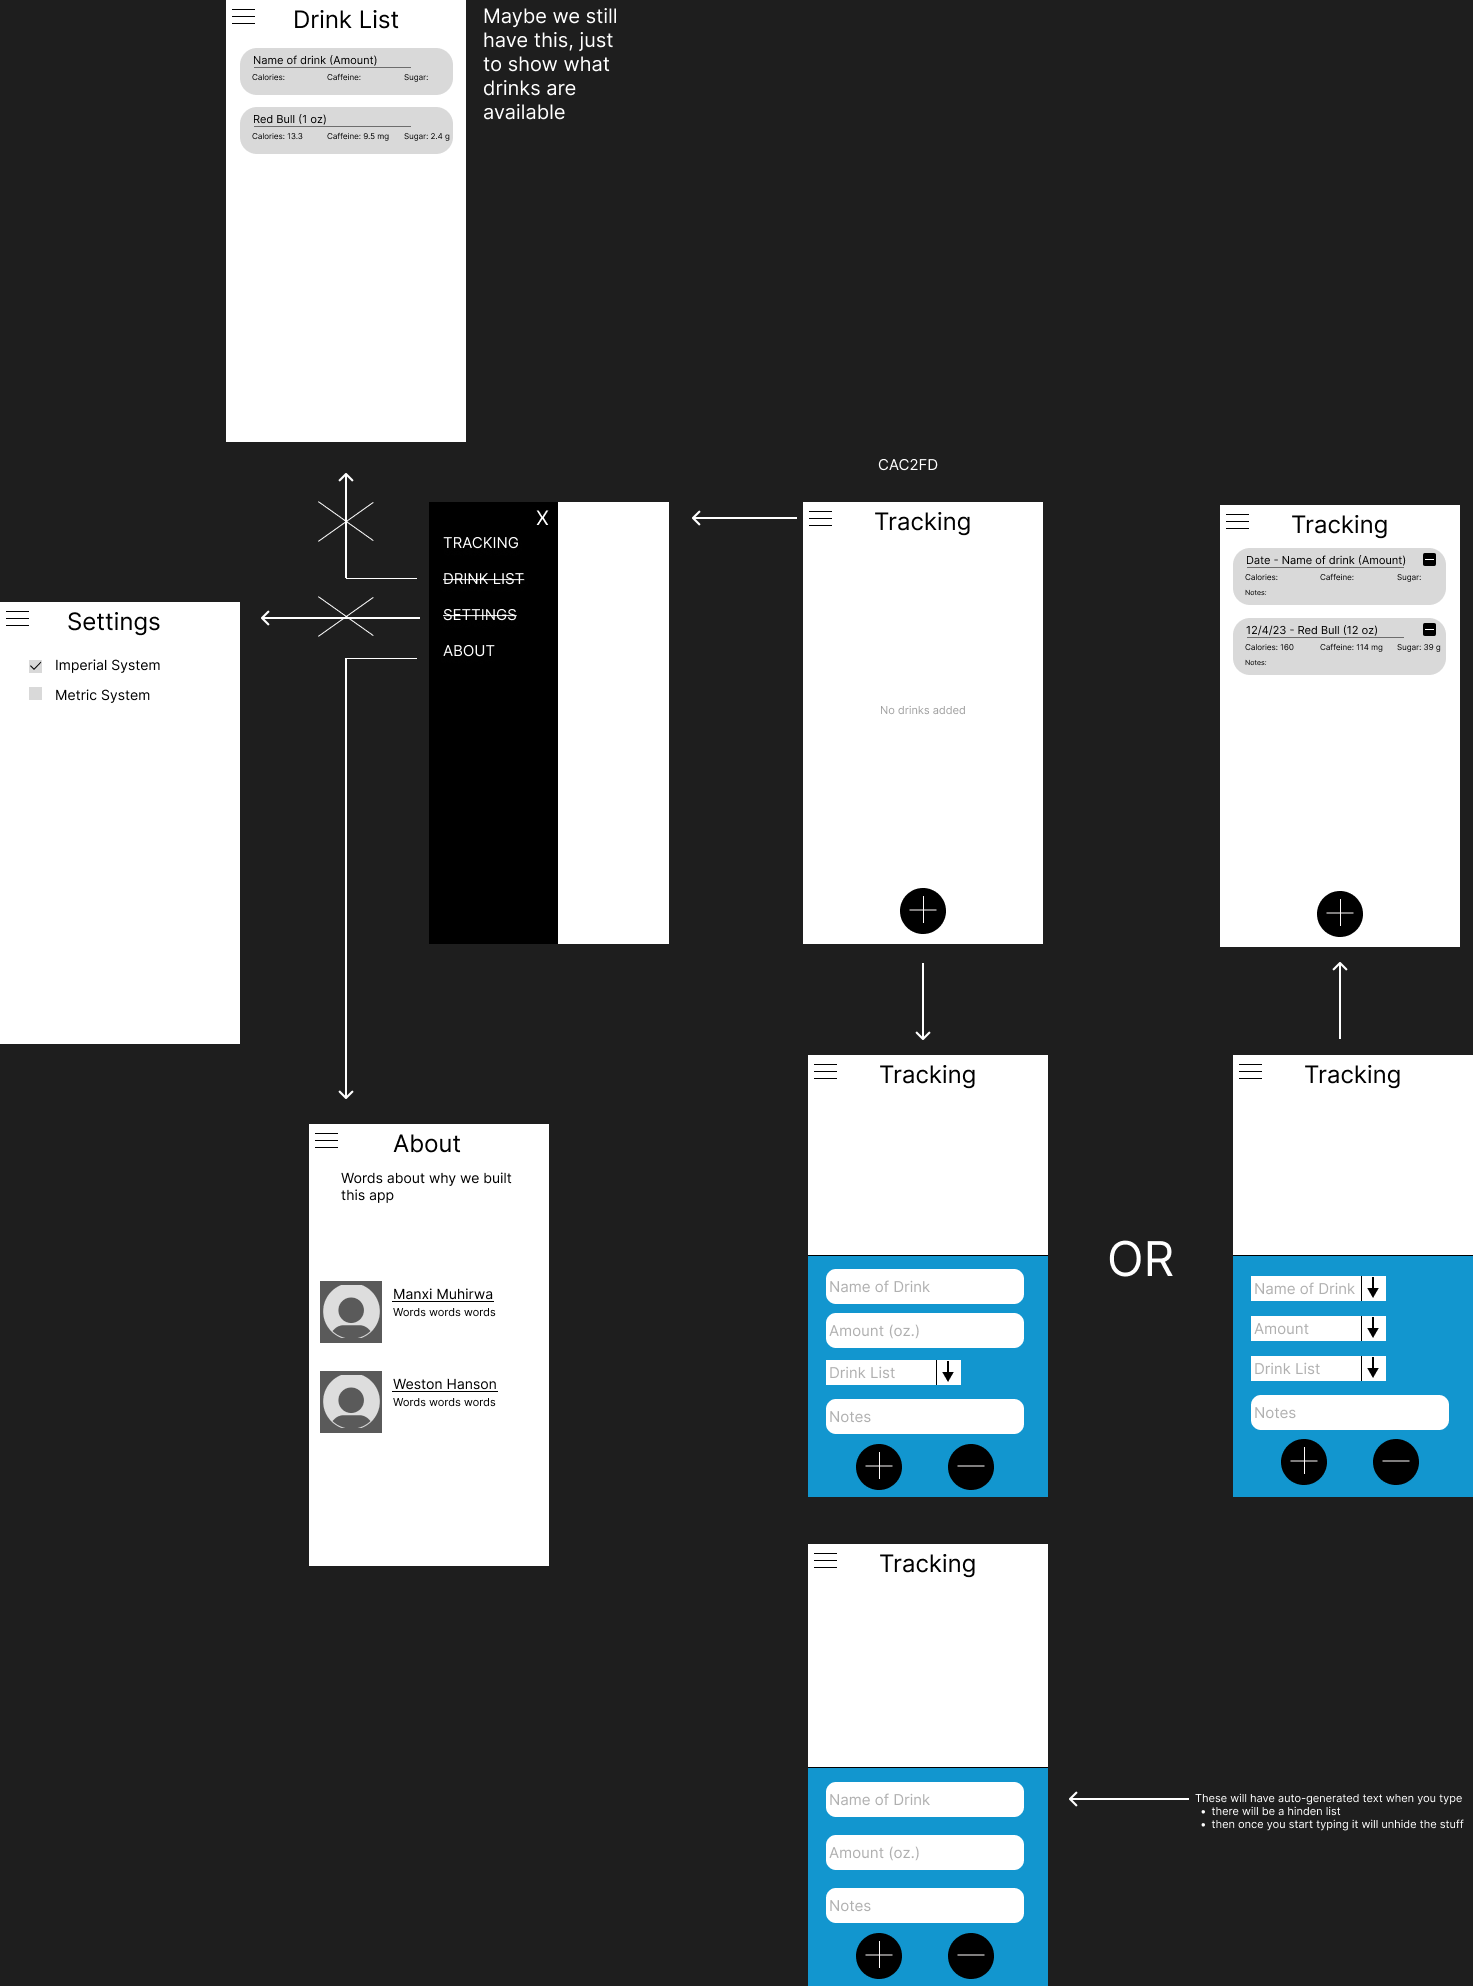 Drink List
Name of drink (Amount)
Calories: Caffeine: Sugar:
Red Bull (1 oz)
Calories: 13.3 Caffeine: 9.5 mg Sugar: 2.4 g
Maybe we still
have this, just
to show what
drinks are
available
Settings
Imperial System
Metric System
X
TRACKING
DRINK LIST
SETTINGS
ABOUT
CAC2FD
Tracking
No drinks added
Tracking
Date - Name of drink (Amount)
Calories: Caffeine: Sugar:
Notes:
12/4/23 - Red Bull (12 oz)
Calories: 160 Caffeine: 114 mg Sugar: 39 g
Notes:
About
Words about why we built
this app
Manxi Muhirwa
Words words words
Weston Hanson
Words words words
Tracking
Name of Drink
Amount (oz.)
Drink List
Notes
OR
Tracking
Name of Drink
Amount
Drink List
Notes
Tracking
Name of Drink
Amount (oz.)
Notes
These will have auto-generated text when you type
• there will be a hinden list
• then once you start typing it will unhide the stuff